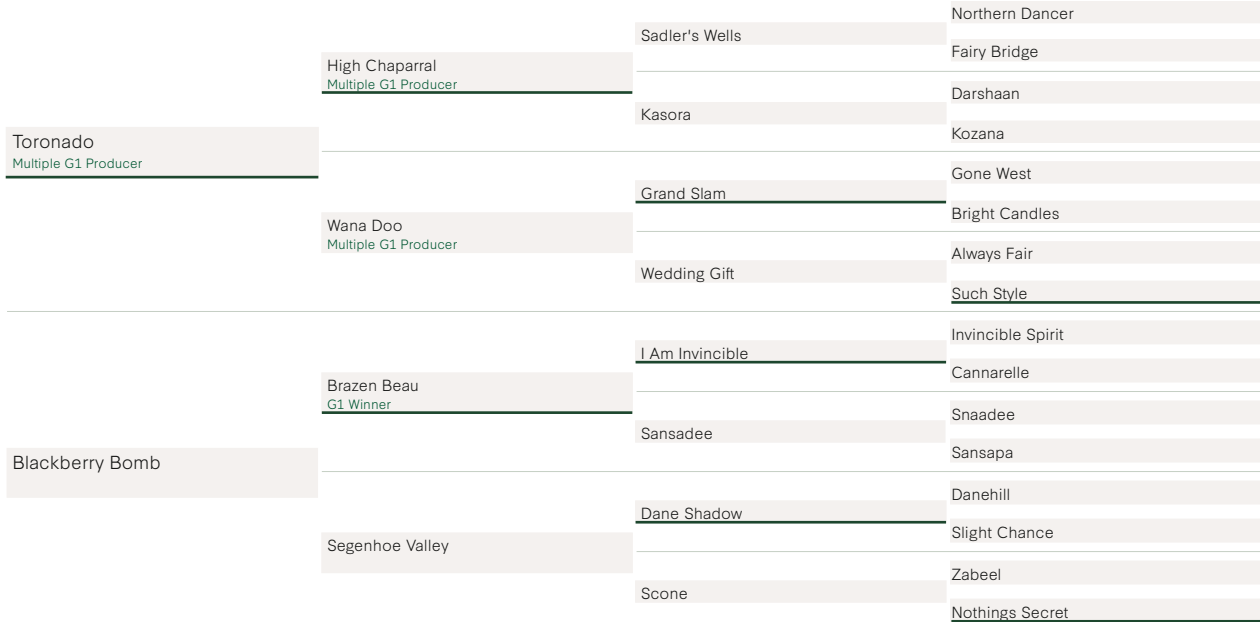 Toronado
Multiple G1 Producer
Blackberry Bomb
High Chaparral
Multiple G1 Producer
Wana Doo
Multiple G1 Producer
Brazen Beau
G1 Winner
Segenhoe Valley
Sadler's Wells
Kasora
Grand Slam
Wedding Gift
I Am Invincible
Sansadee
Dane Shadow
Scone
Northern Dancer
Fairy Bridge
Darshaan
Kozana
Gone West
Bright Candles
Always Fair
Such Style
Invincible Spirit
Cannarelle
Snaadee
Sansapa
Danehill
Slight Chance
Zabeel
Nothings Secret